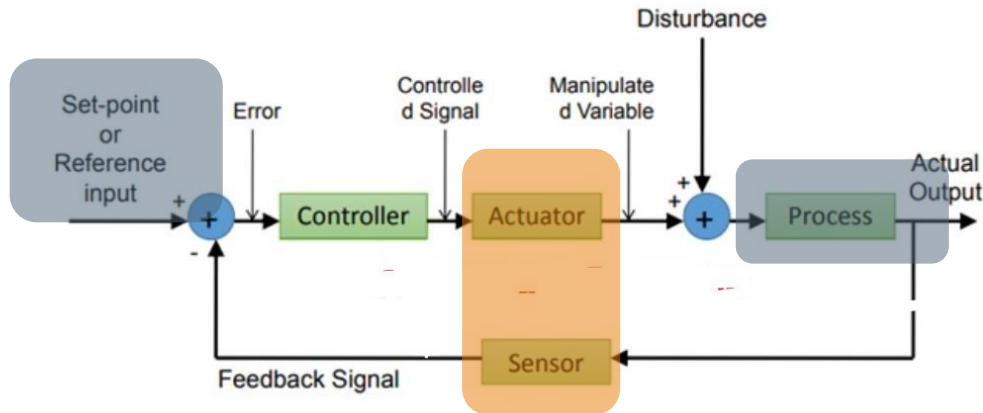 Disturbance
Set-point
or
Reference
input
Error
Controlle
d Signal
Manipulate
d Variable
Actual
Output
+
+
-
Controller
Actuator
+
+
+
Process
Sensor
Feedback Signal